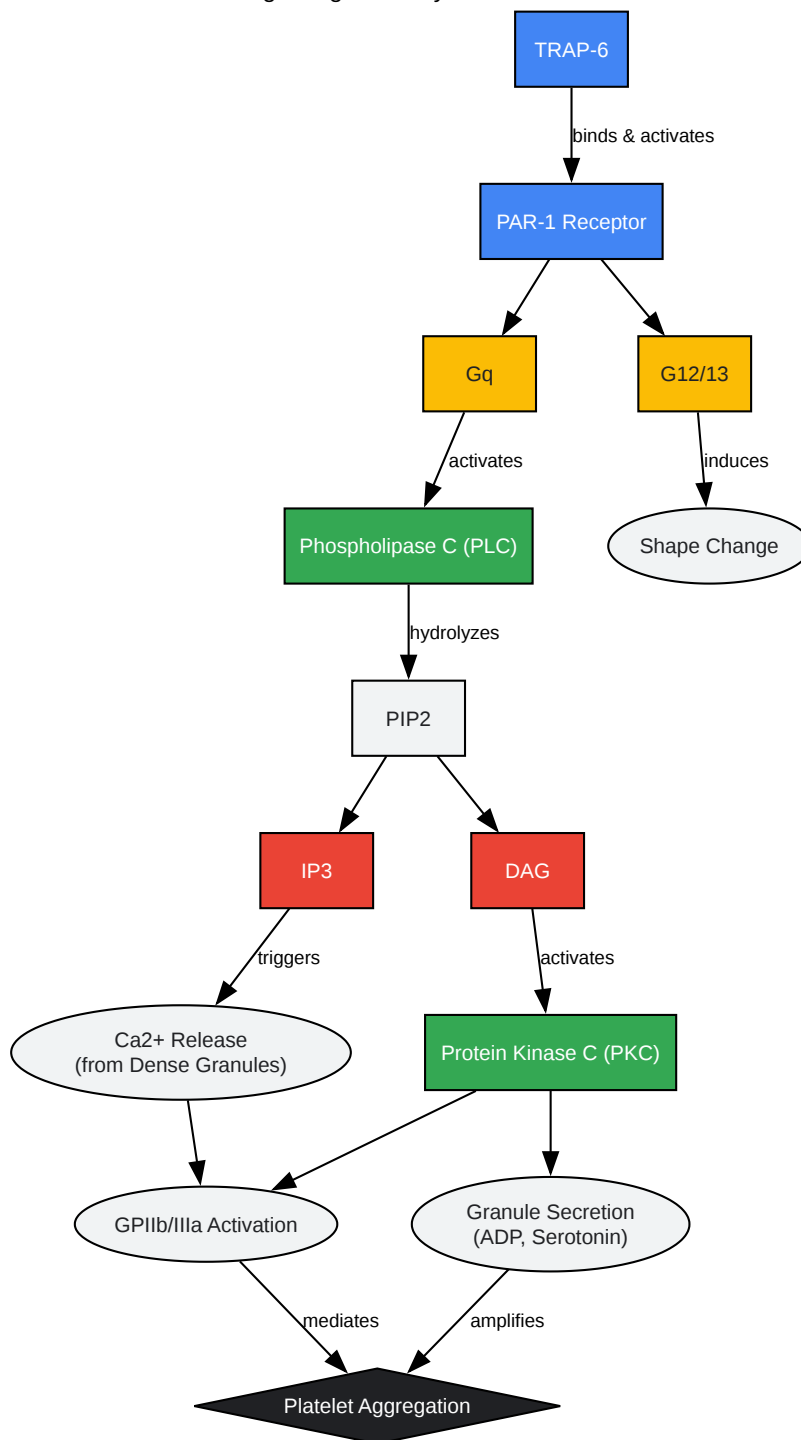 TRAP-6
binds & activates
PAR-1 Receptor
Gq
G12/13
activates
induces
Phospholipase C (PLC)
Shape Change
hydrolyzes
PIP2
IP3
DAG
triggers
activates
Ca2+ Release
(from Dense Granules)
Protein Kinase C (PKC)
GPIIb/IIIa Activation
Granule Secretion
(ADP, Serotonin)
mediates
amplifies
Platelet Aggregation